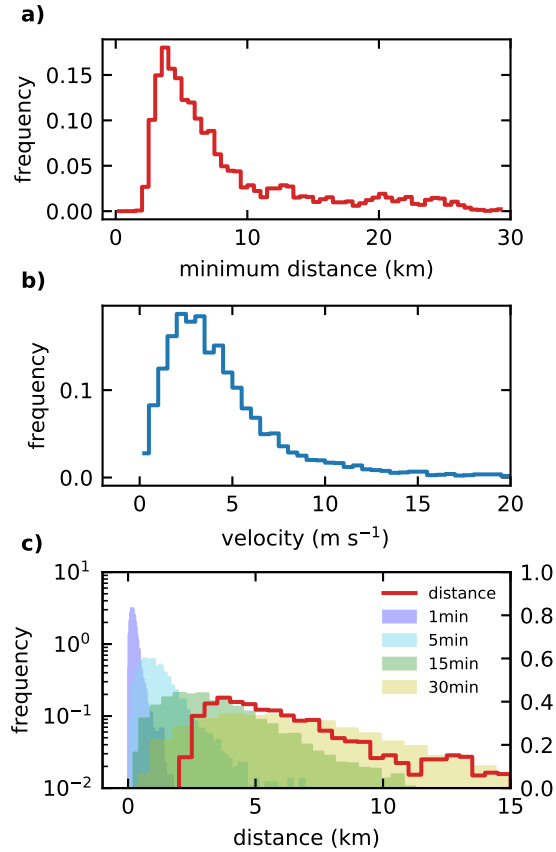 a)
0.15
0.10
0.05
0.00
frequency
0 10 20 30
minimum distance (km)
b)
0.1
0.0
frequency
0 5 10 15 20
velocity (m s⁻¹)
c)
10¹ 1.0
0.8
10⁰ 0.6
0.4
10⁻¹ 0.2
10⁻² 0.0
frequency
distance
1min
5min
15min
30min
0 5 10 15
distance (km)